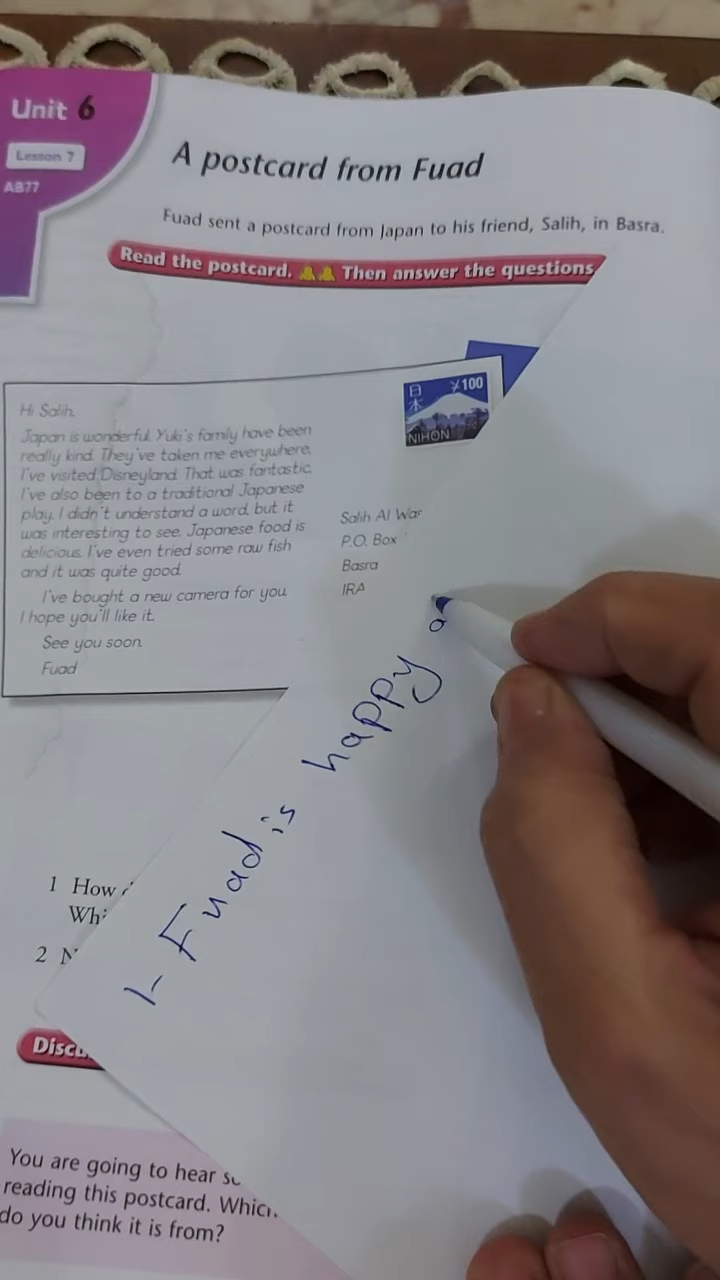 Unit 6
Lesson 7
AB77
A postcard from Fuad
Fuad sent a postcard from Japan to his friend, Salih, in Basra.
Read the postcard. Then answer the questions
日本
¥100
NIHON
Hi Salih,
Japan is wonderful. Yuki's family have been
really kind. They've taken me everywhere.
I've visited Disneyland. That was fantastic.
I've also been to a traditional Japanese
play. I didn't understand a word, but it
was interesting to see. Japanese food is
delicious. I've even tried some raw fish
and it was quite good.
I've bought a new camera for you.
I hope you'll like it.
See you soon.
Fuad
Salih Al
P.O. Box
Basra
IRA
1- Fuad is happy a
1 How
2
You are going to hear
reading this postcard.
do you think it is from?